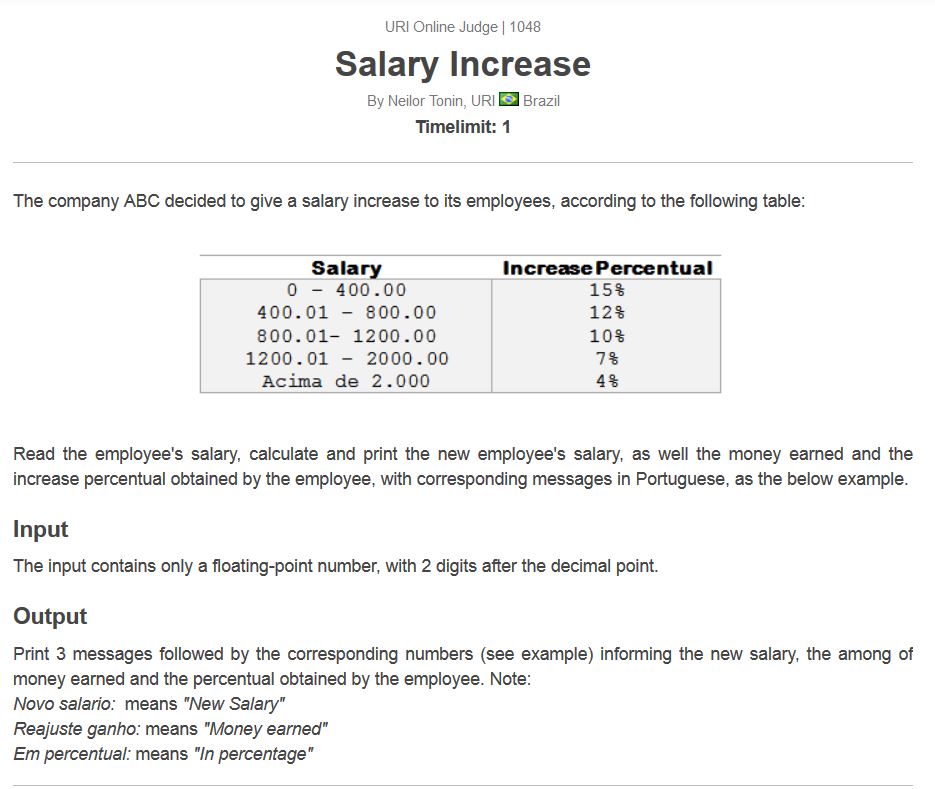 URI Online Judge | 1048
Salary Increase
By Neilor Tonin, URI Brazil
Timelimit: 1
The company ABC decided to give a salary increase to its employees, according to the following table:
Salary Increase Percentual
0 - 400.00 15%
400.01 - 800.00 12%
800.01- 1200.00 10%
1200.01 - 2000.00 7%
Acima de 2.000 4%
Read the employee's salary, calculate and print the new employee's salary, as well the money earned and the
increase percentual obtained by the employee, with corresponding messages in Portuguese, as the below example.
Input
The input contains only a floating-point number, with 2 digits after the decimal point.
Output
Print 3 messages followed by the corresponding numbers (see example) informing the new salary, the among of
money earned and the percentual obtained by the employee. Note:
Novo salario: means "New Salary"
Reajuste ganho: means "Money earned"
Em percentual: means "In percentage"